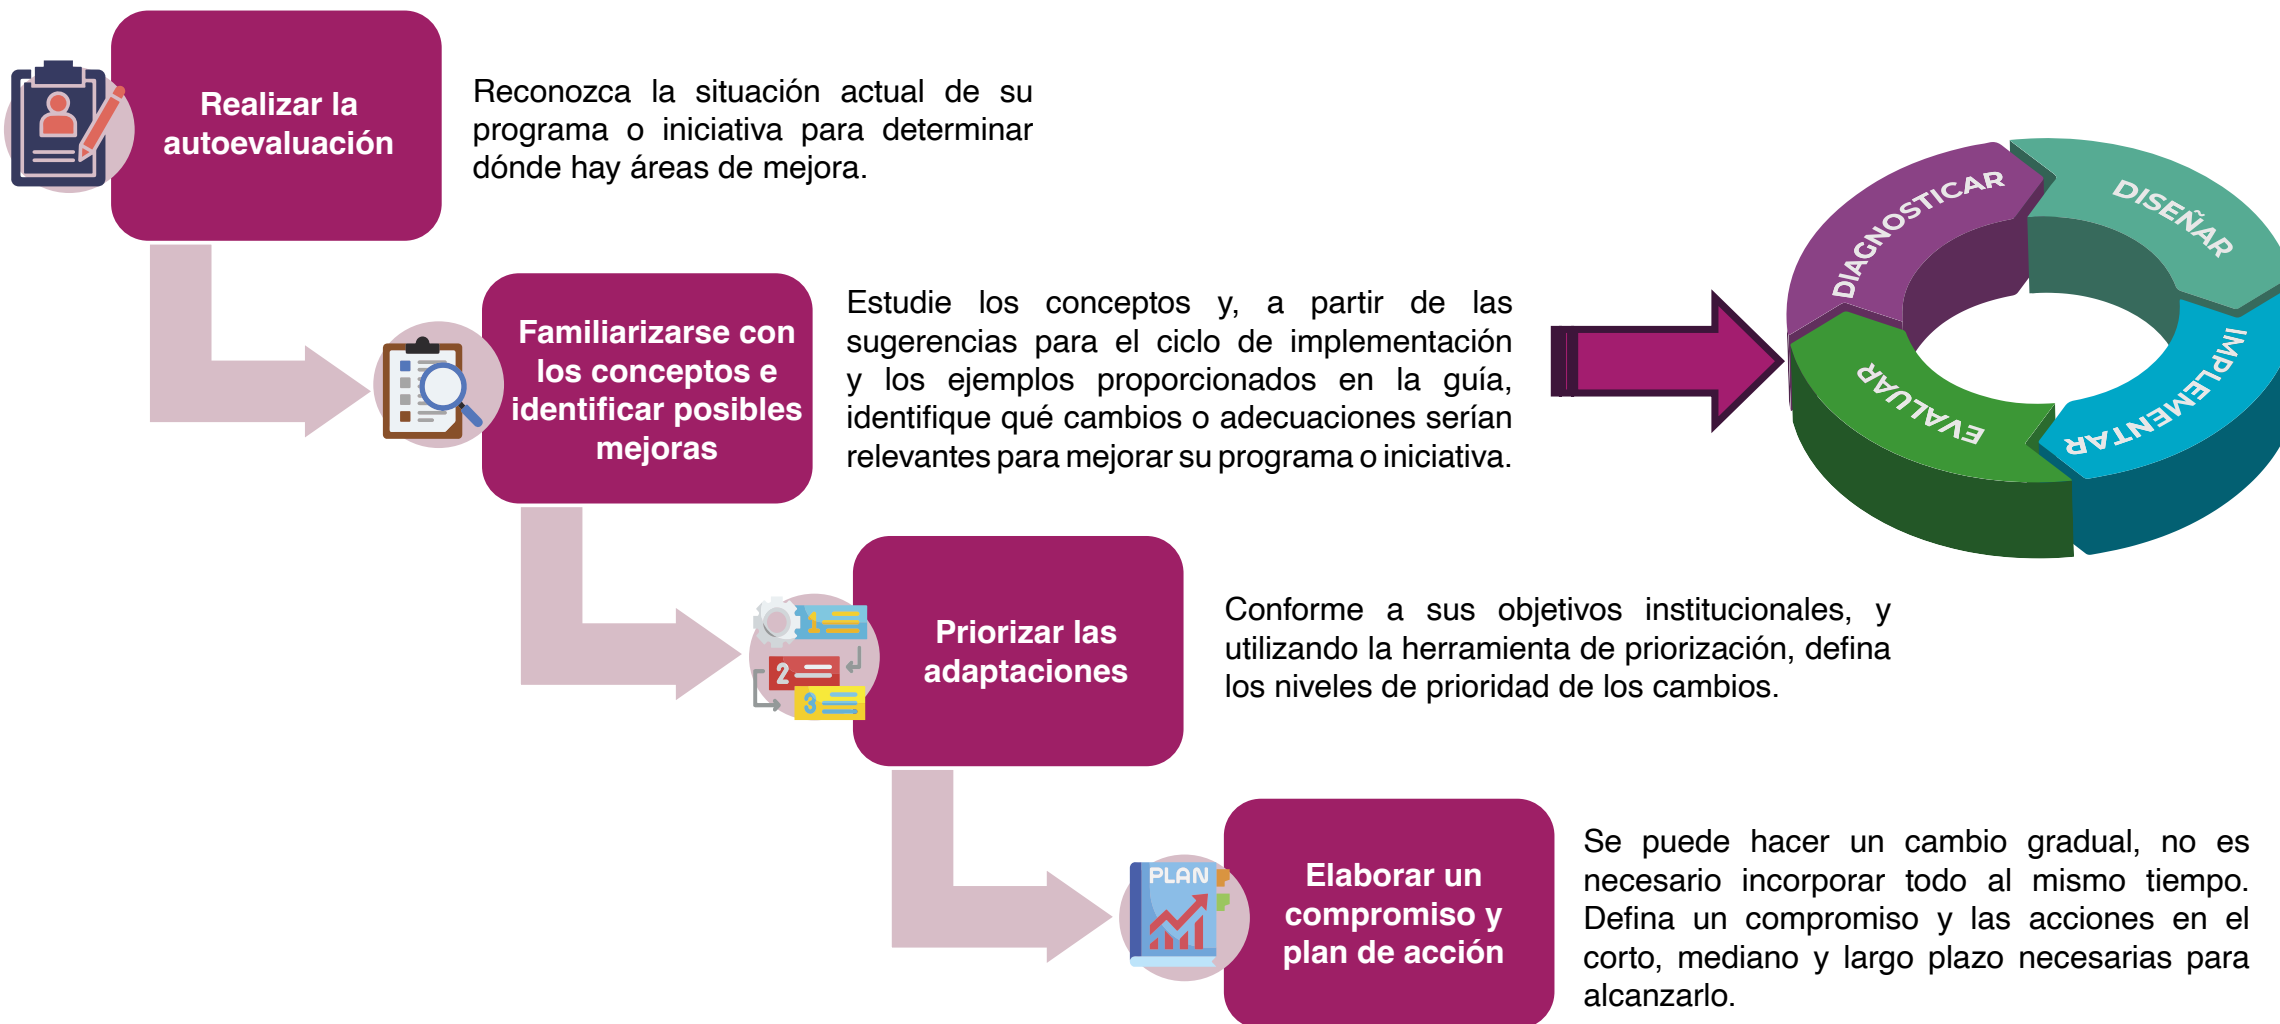 Realizar la
autoevaluación
Reconozca la situación actual de su
programa o iniciativa para determinar
dónde hay áreas de mejora.
Familiarizarse con
los conceptos e
identificar posibles
mejoras
Estudie los conceptos y, a partir de las
sugerencias para el ciclo de implementación
y los ejemplos proporcionados en la guía,
identifique qué cambios o adecuaciones serían
relevantes para mejorar su programa o iniciativa.
DIAGNOSTICAR
DISEÑAR
IMPLEMENTAR
EVALUAR
1
2
3
Priorizar las
adaptaciones
Conforme a sus objetivos institucionales, y
utilizando la herramienta de priorización, defina
los niveles de prioridad de los cambios.
PLAN
Elaborar un
compromiso y
plan de acción
Se puede hacer un cambio gradual, no es
necesario incorporar todo al mismo tiempo.
Defina un compromiso y las acciones en el
corto, mediano y largo plazo necesarias para
alcanzarlo.